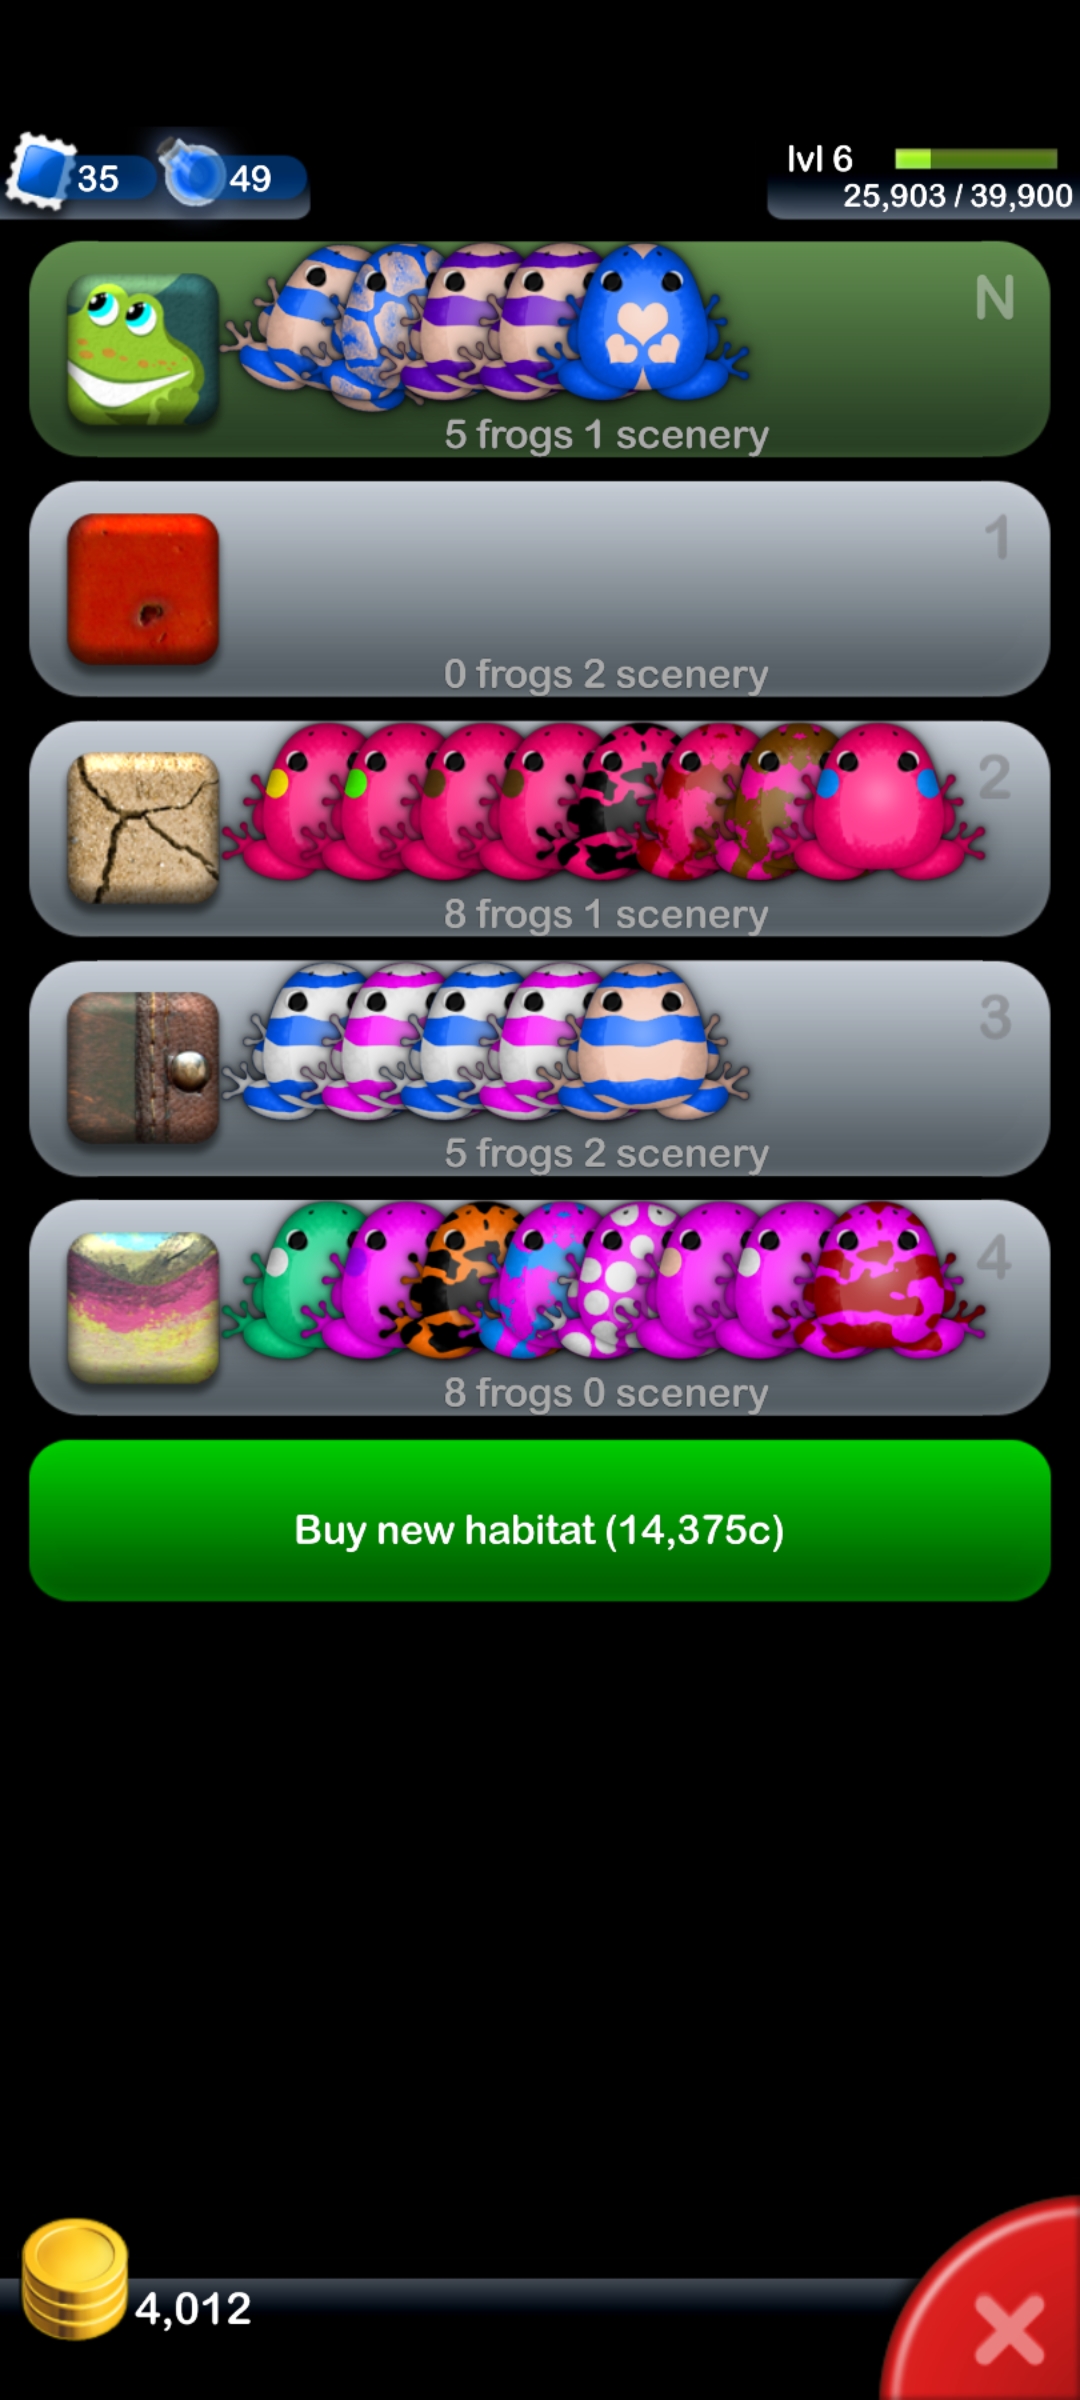 35
49
lvl 6
25,903 / 39,900
N
5 frogs 1 scenery
1
0 frogs 2 scenery
2
8 frogs 1 scenery
3
5 frogs 2 scenery
4
8 frogs 0 scenery
Buy new habitat (14,375c)
4,012